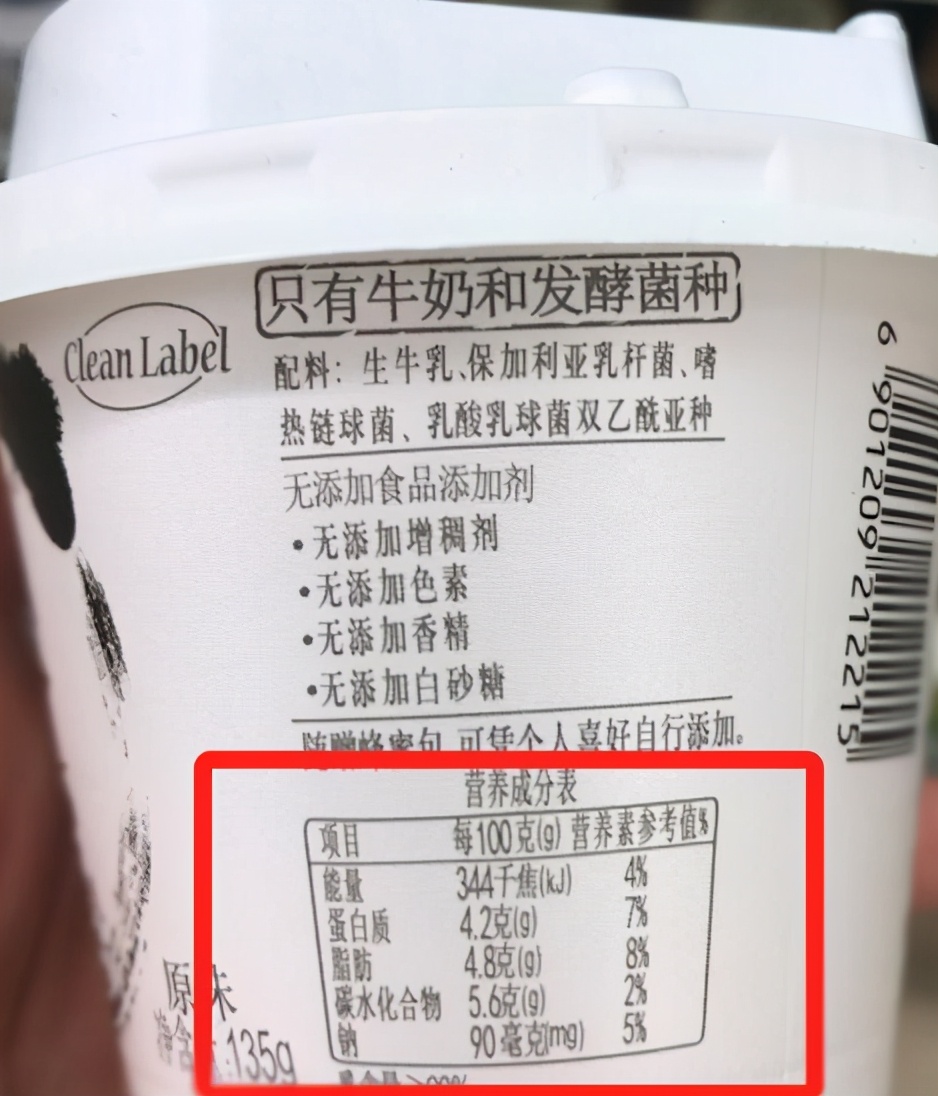 只有牛奶和发酵菌种
Clean Label
配料：生牛乳、保加利亚乳杆菌、嗜
热链球菌、乳酸乳球菌双乙酰亚种
无添加食品添加剂
•无添加增稠剂
•无添加色素
•无添加香精
•无添加白砂糖
随赠蜂蜜包 可凭个人喜好自行添加。
营养成分表
项目 每100克(g) 营养素参考值%
能量 344千焦(kJ) 4%
蛋白质 4.2克(g) 7%
脂肪 4.8克(g) 8%
碳水化合物 5.6克(g) 2%
钠 90毫克(mg) 5%
原味
135g
6 901209 212215